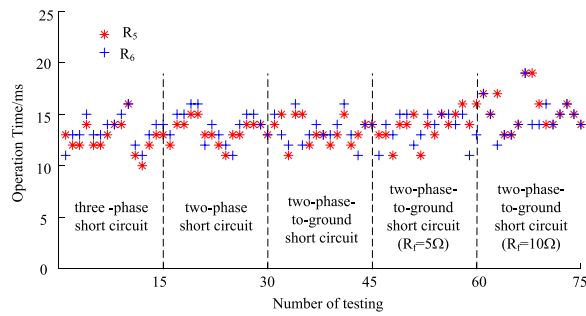 25
20
15
10
5
0
Operation Time/ms
R5
R6
three -phase
short circuit
two-phase
short circuit
two-phase-
to-ground
short circuit
two-phase-
to-ground
short circuit
(Rf=5Ω)
two-phase-
to-ground
short circuit
(Rf=10Ω)
15 30 45 60 75
Number of testing